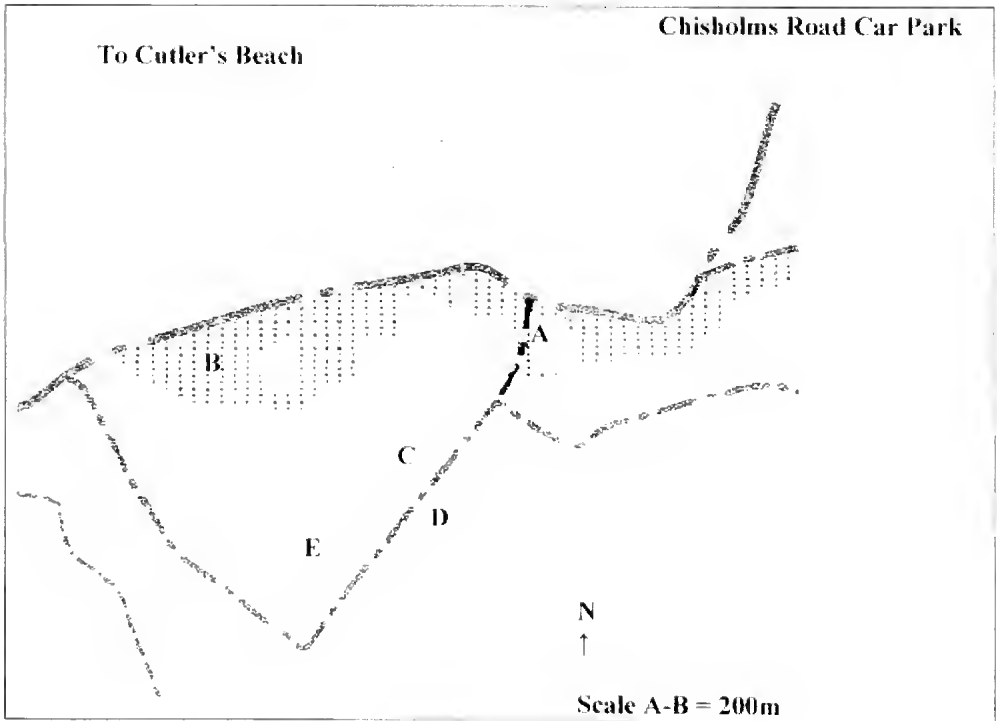 Chisholms Road Car Park
To Cutler's Beach
A
B
C
D
E
N
↑
Scale A-B = 200m